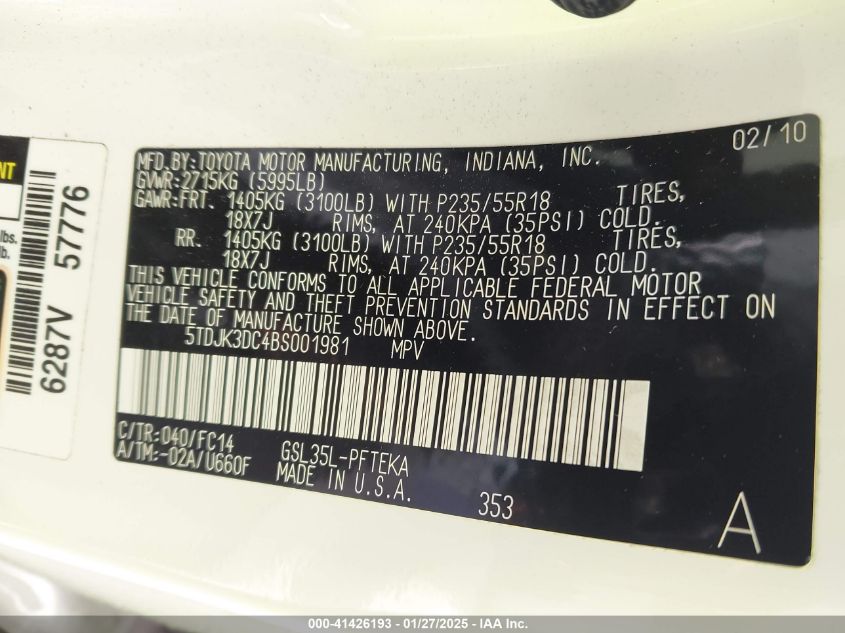 02/10
MFD.BY:TOYOTA MOTOR MANUFACTURING, INDIANA, INC.
GVWR:2715KG (5995LB)
GAWR:FRT. 1405KG (3100LB) WITH P235/55R18 TIRES,
18X7J RIMS, AT 240KPA (35PSI) COLD.
RR. 1405KG (3100LB) WITH P235/55R18 TIRES,
18X7J RIMS, AT 240KPA (35PSI) COLD.
THIS VEHICLE CONFORMS TO ALL APPLICABLE FEDERAL MOTOR
VEHICLE SAFETY AND THEFT PREVENTION STANDARDS IN EFFECT ON
THE DATE OF MANUFACTURE SHOWN ABOVE.
5TDJK3DC4BS001981 MPV
C/TR:040/FC14
A/TM:-02A/U660F
GSL35L-PFTEKA
MADE IN U.S.A.
353
A
NT
lbs.
lb.
6287V 57776
000-41426193 - 01/27/2025 - IAA Inc.